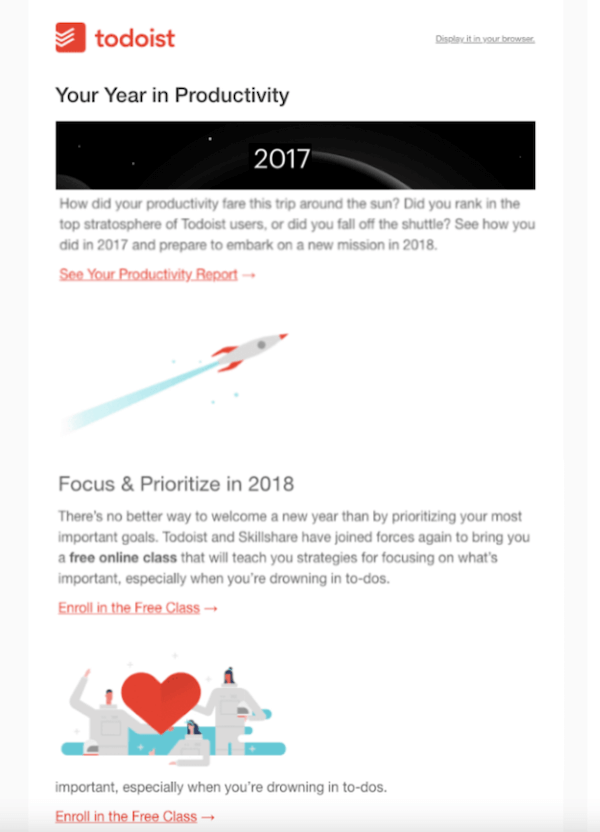 todoist
Display it in your browser.
Your Year in Productivity
2017
How did your productivity fare this trip around the sun? Did you rank in the
top stratosphere of Todoist users, or did you fall off the shuttle? See how you
did in 2017 and prepare to embark on a new mission in 2018.
See Your Productivity Report →
Focus & Prioritize in 2018
There's no better way to welcome a new year than by prioritizing your most
important goals. Todoist and Skillshare have joined forces again to bring you
a free online class that will teach you strategies for focusing on what's
important, especially when you're drowning in to-dos.
Enroll in the Free Class →
important, especially when you're drowning in to-dos.
Enroll in the Free Class →